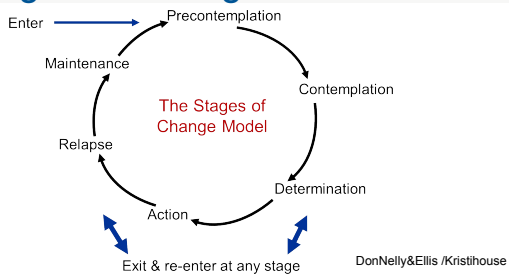 Enter
Precontemplation
Maintenance
Contemplation
The Stages of
Change Model
Relapse
Determination
Action
Exit & re-enter at any stage
DonNelly&Ellis /Kristihouse